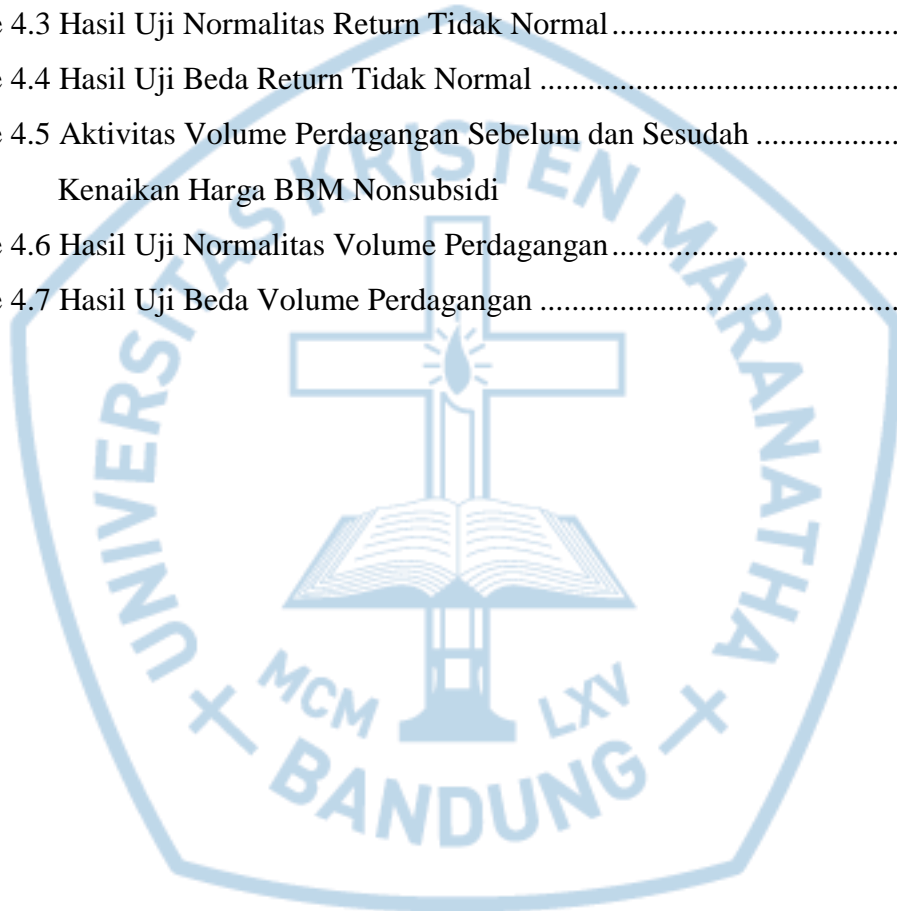 e 4.3 Hasil Uji Normalitas Return Tidak Normal....................................
e 4.4 Hasil Uji Beda Return Tidak Normal .............................................
e 4.5 Aktivitas Volume Perdagangan Sebelum dan Sesudah ..................
Kenaikan Harga BBM Nonsubsidi
e 4.6 Hasil Uji Normalitas Volume Perdagangan....................................
e 4.7 Hasil Uji Beda Volume Perdagangan .............................................
UNIVERSITAS KRISTEN MARANATHA
MCM LXV
BANDUNG